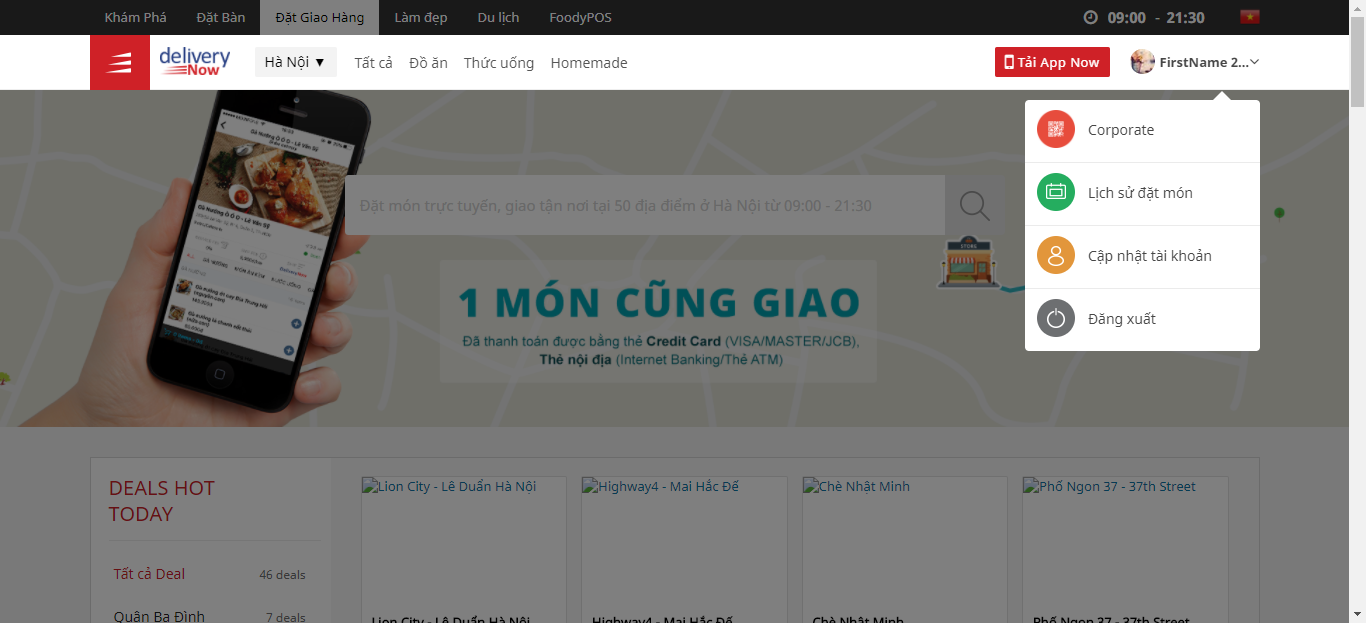 Khám Phá
Đặt Bàn
Đặt Giao Hàng
Làm đẹp
Du lịch
FoodyPOS
09:00 - 21:30
delivery
Now
Hà Nội ▼
Tất cả
Đồ ăn
Thức uống
Homemade
Tải App Now
FirstName 2...
Corporate
Lịch sử đặt món
Cập nhật tài khoản
Đăng xuất
Đặt món trực tuyến, giao tận nơi tại 50 địa điểm ở Hà Nội từ 09:00 - 21:30
STORE
1 MÓN CŨNG GIAO
Đã thanh toán được bằng thẻ Credit Card (VISA/MASTER/JCB),
Thẻ nội địa (Internet Banking/Thẻ ATM)
DEALS HOT
TODAY
Tất cả Deal
46 deals
Quận Ba Đình
7 deals
Lion City - Lê Duẩn Hà Nội
Highway4 - Mai Hắc Đế
Chè Nhật Minh
Phố Ngon 37 - 37th Street
Lion City - Lê Duẩn Hà Nội
Highway4 - Mai Hắc Đế
Chè Nhật Minh
Phố Ngon 37 - 37th Street